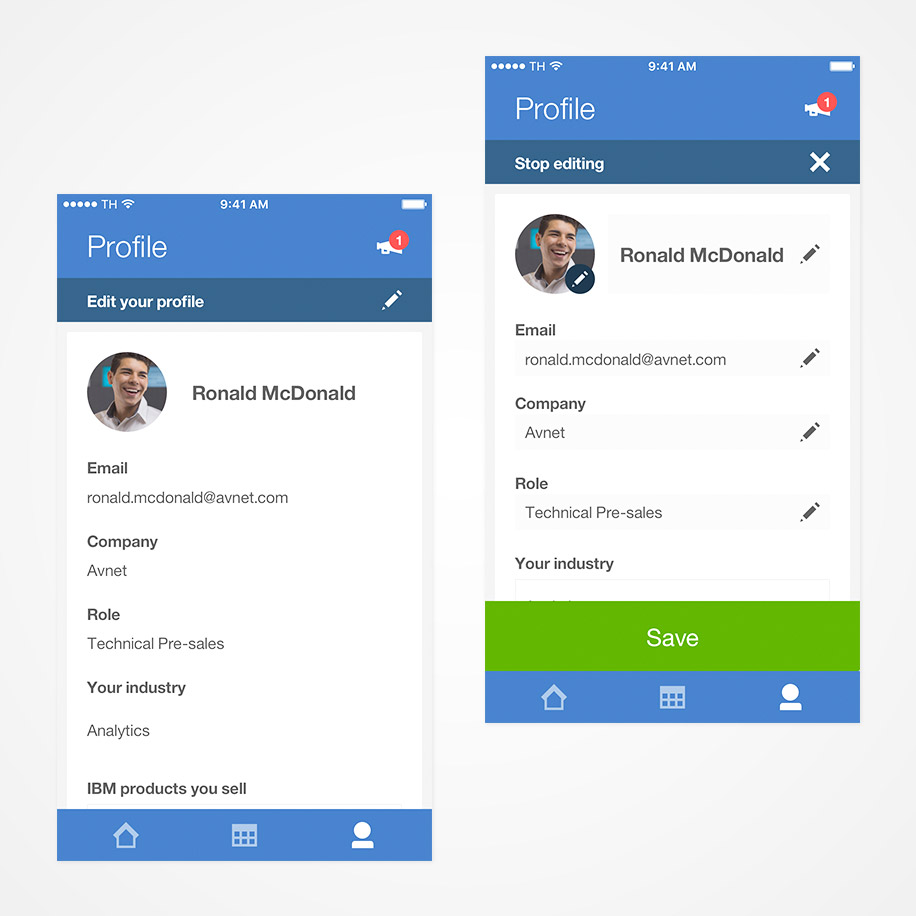 TH 9:41 AM
Profile
1
Edit your profile
Ronald McDonald
Email
ronald.mcdonald@avnet.com
Company
Avnet
Role
Technical Pre-sales
Your industry
Analytics
IBM products you sell
TH 9:41 AM
Profile
1
Stop editing
Ronald McDonald
Email
ronald.mcdonald@avnet.com
Company
Avnet
Role
Technical Pre-sales
Your industry
Save